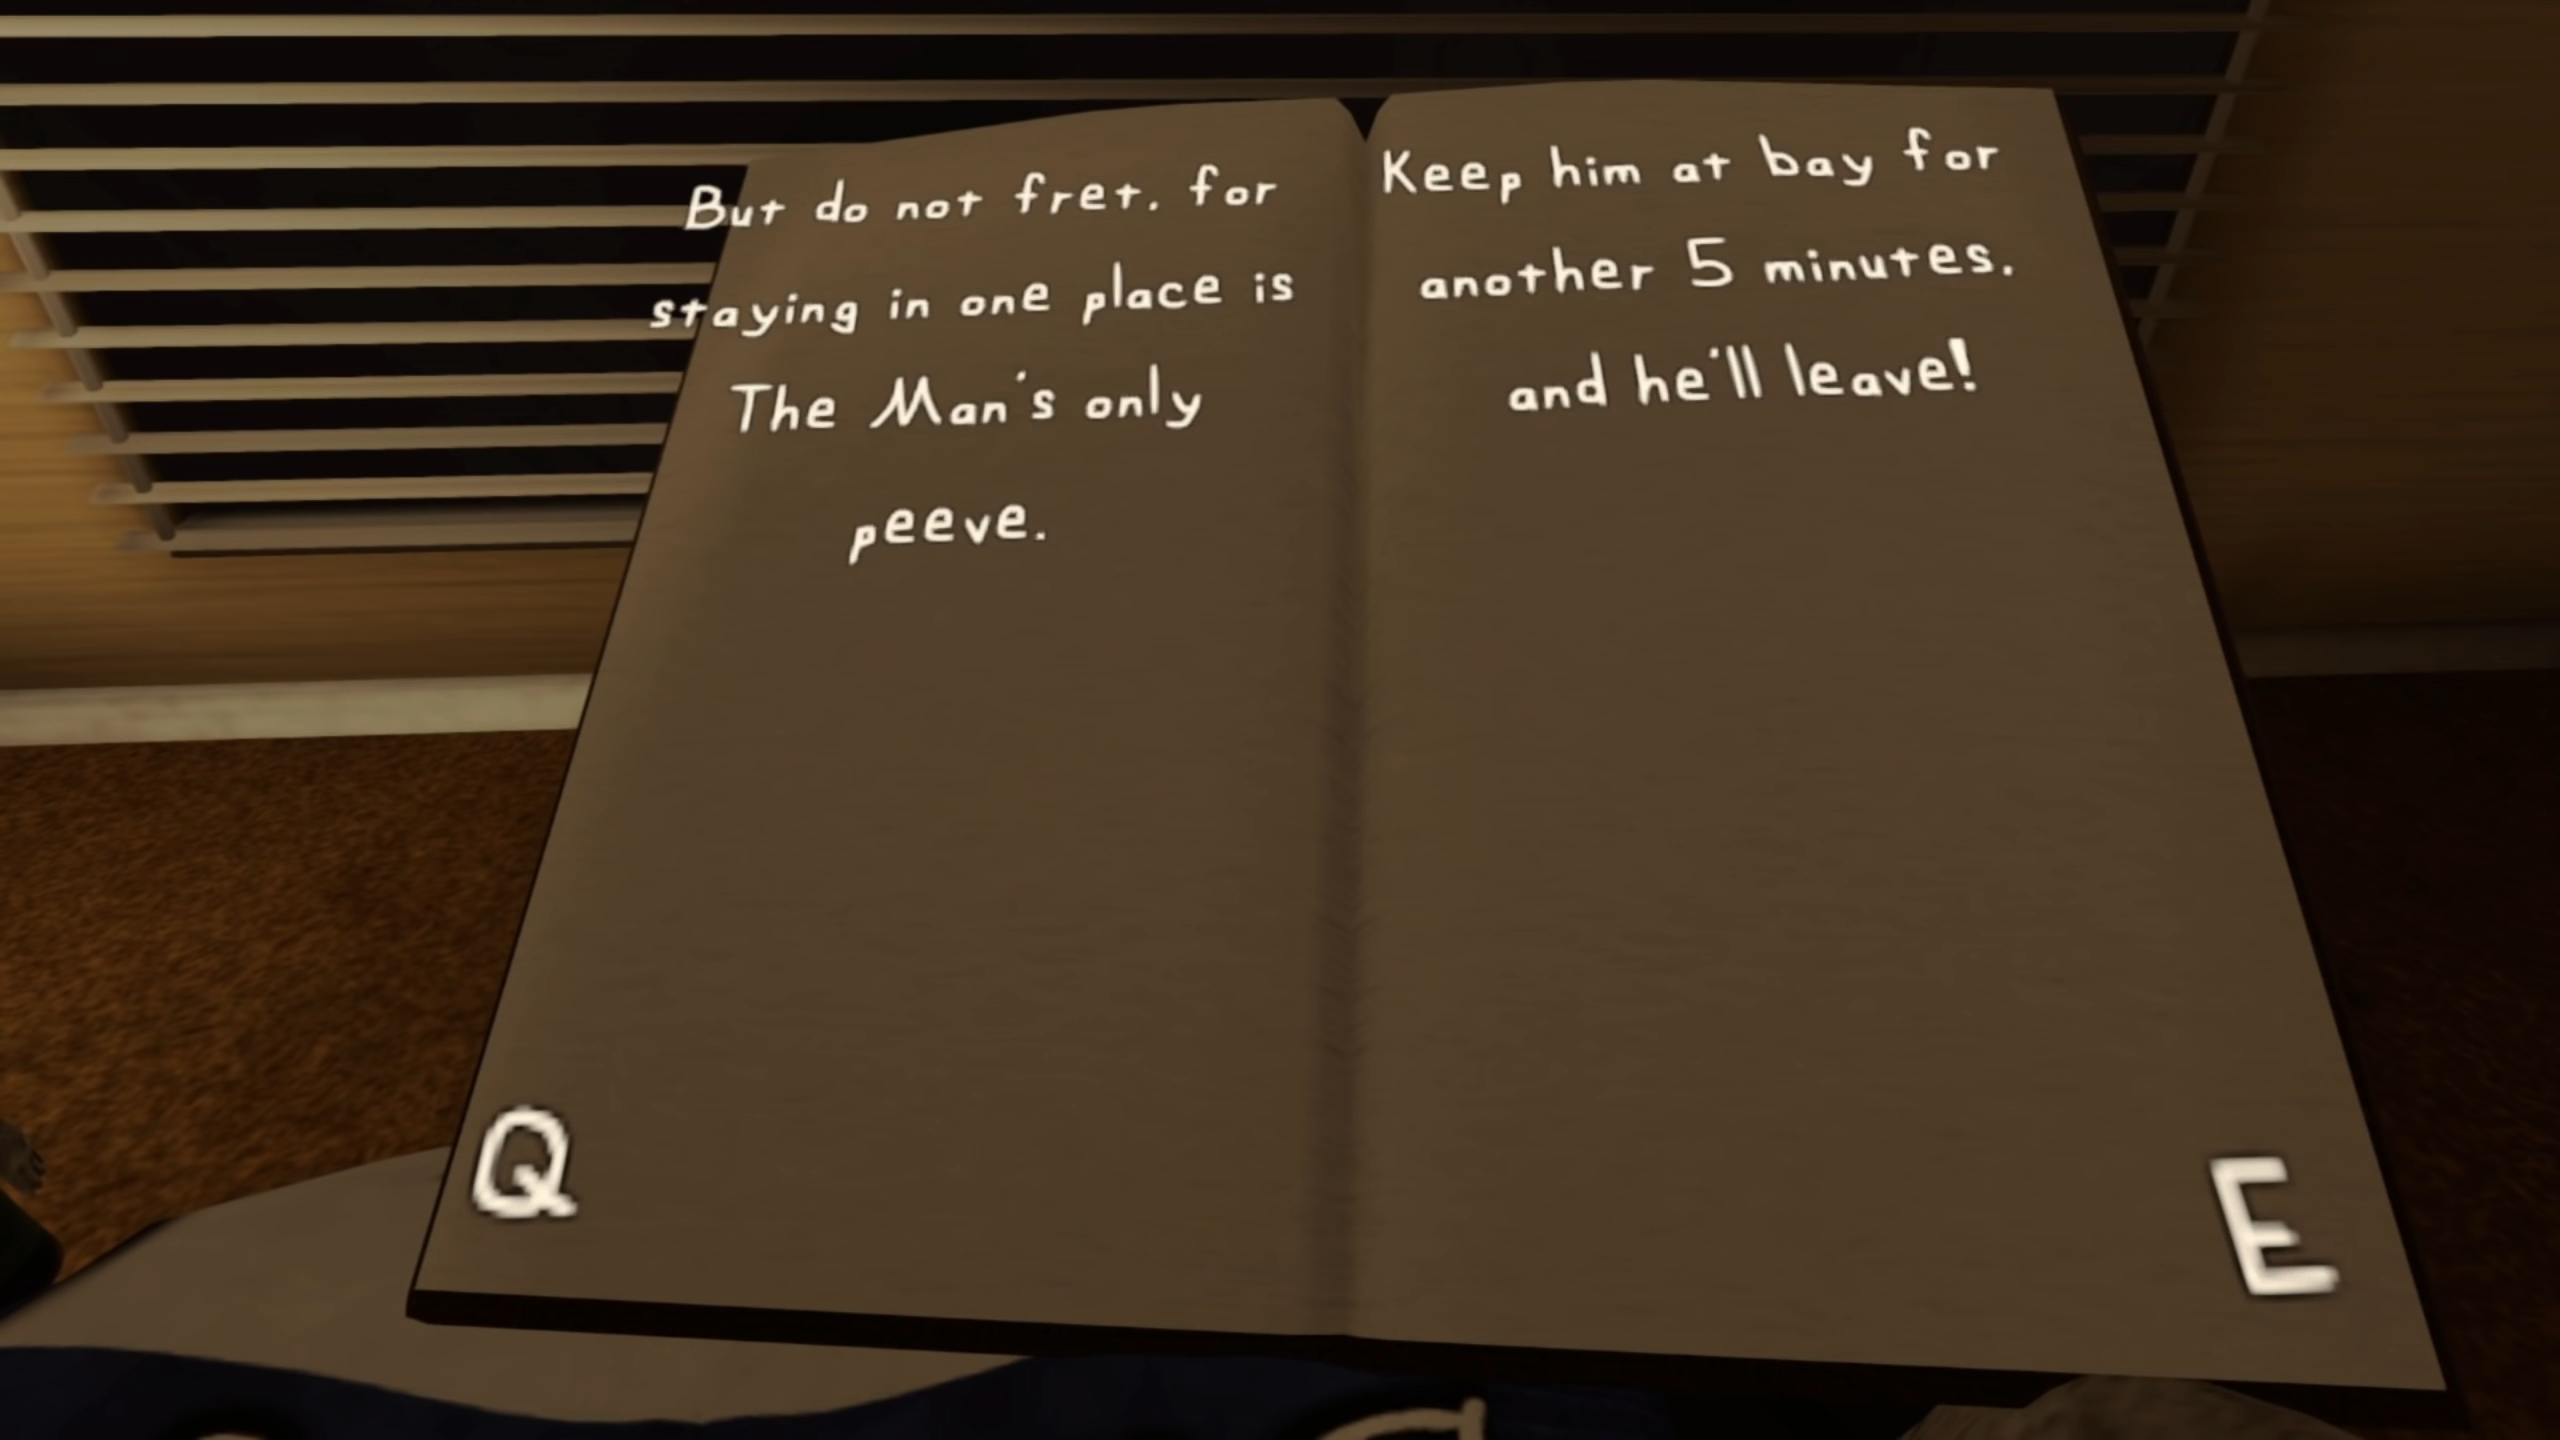 But do not fret. for
staying in one place is
The Man's only
peeve.
Keep him at bay for
another 5 minutes.
and he'll leave!
Q
E